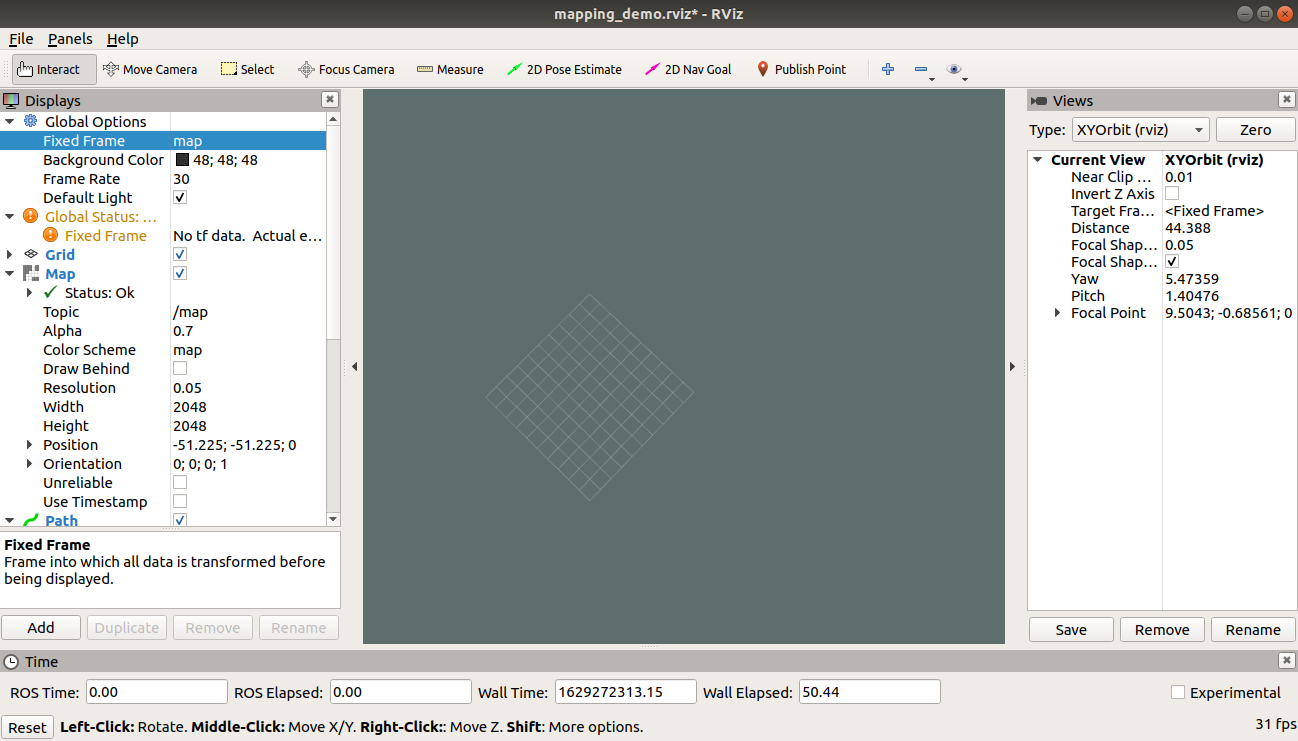 mapping_demo.rviz* - RViz
File Panels Help
Interact Move Camera Select Focus Camera Measure 2D Pose Estimate 2D Nav Goal Publish Point
Displays
Global Options
Fixed Frame map
Background Color 48; 48; 48
Frame Rate 30
Default Light
Global Status: ...
Fixed Frame No tf data.  Actual e...
Grid
Map
Status: Ok
Topic /map
Alpha 0.7
Color Scheme map
Draw Behind
Resolution 0.05
Width 2048
Height 2048
Position -51.225; -51.225; 0
Orientation 0; 0; 0; 1
Unreliable
Use Timestamp
Path
Fixed Frame
Frame into which all data is transformed before
being displayed.
Add Duplicate Remove Rename
Views
Type: XYOrbit (rviz) Zero
Current View XYOrbit (rviz)
Near Clip ... 0.01
Invert Z Axis
Target Fra... <Fixed Frame>
Distance 44.388
Focal Shap... 0.05
Focal Shap...
Yaw 5.47359
Pitch 1.40476
Focal Point 9.5043; -0.68561; 0
Save Remove Rename
Time
ROS Time: 0.00 ROS Elapsed: 0.00 Wall Time: 1629272313.15 Wall Elapsed: 50.44 Experimental
Reset Left-Click: Rotate. Middle-Click: Move X/Y. Right-Click:: Move Z. Shift: More options. 31 fps